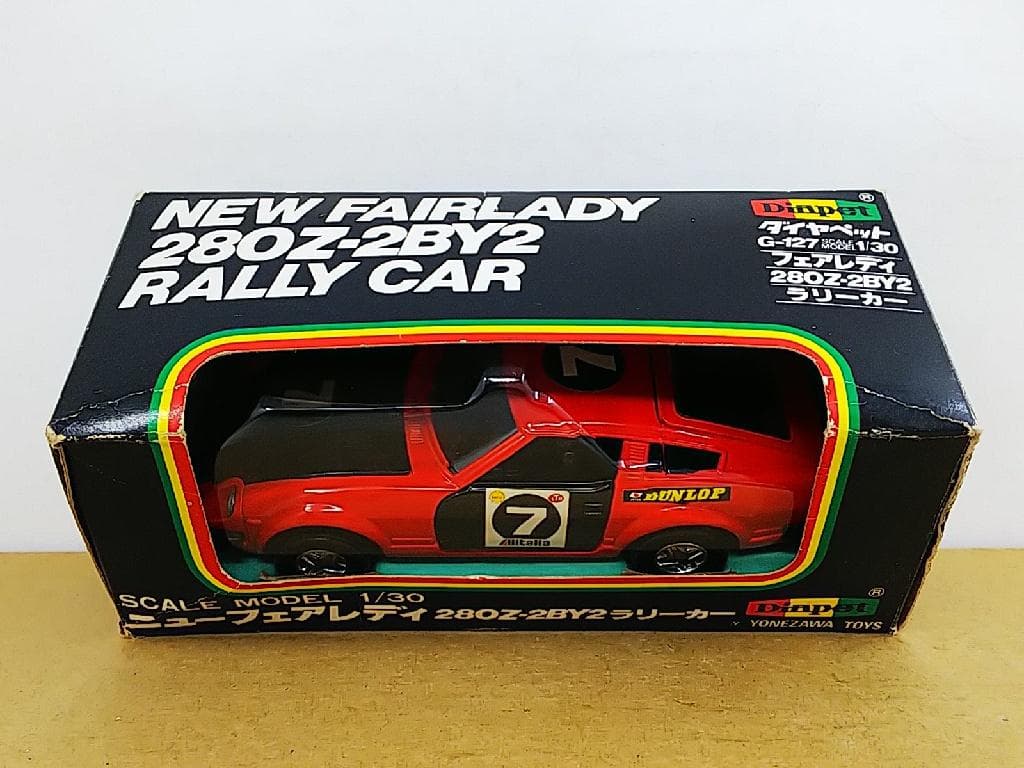 NEW FAIRLADY
280Z-2BY2
RALLY CAR
Diapet ®
ダイヤペット
G-127 SCALE MODEL 1/30
フェアレディ
280Z-2BY2
ラリーカー
7
7
Alitalia
DUNLOP
SCALE MODEL 1/30
ニューフェアレディ 280Z-2BY2 ラリーカー
Diapet ®
YONEZAWA TOYS